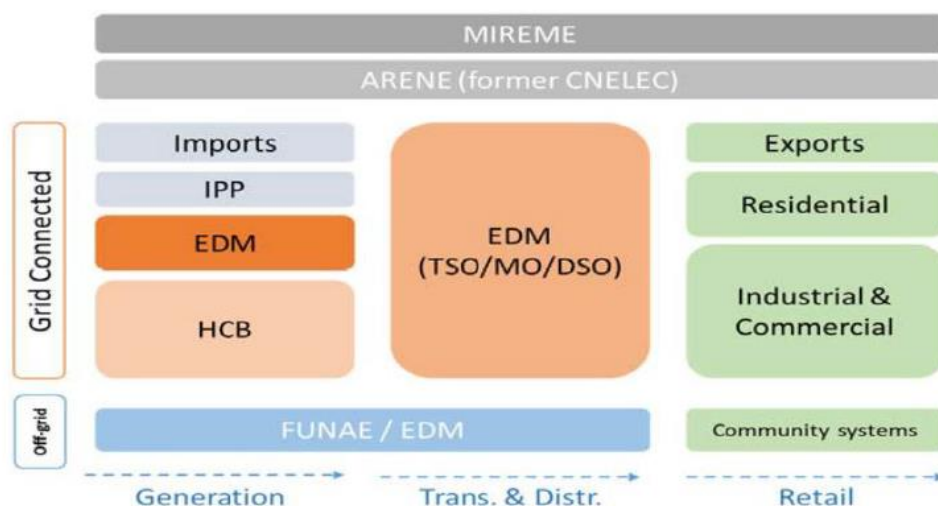 MIREME
ARENE (former CNELEC)
Grid Connected
Imports
IPP
EDM
HCB
EDM
(TSO/MO/DSO)
Exports
Residential
Industrial &
Commercial
Off-grid
FUNAE / EDM
Community systems
Generation
Trans. & Distr.
Retail